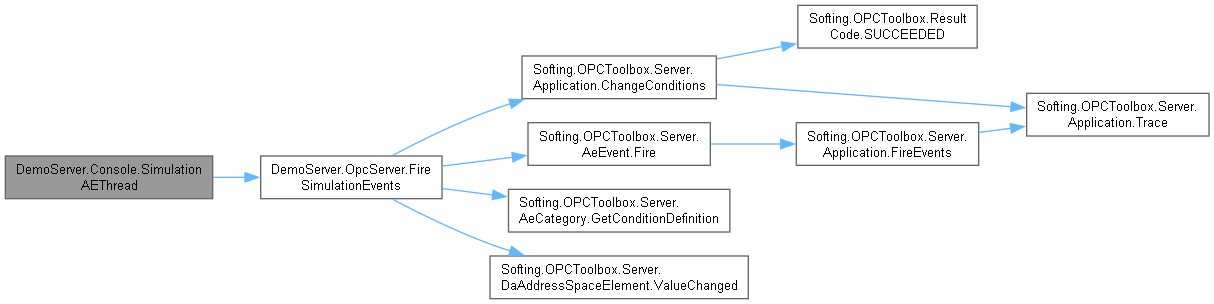 DemoServer.Console.Simulation
AEThread
DemoServer.OpcServer.Fire
SimulationEvents
Softing.OPCToolbox.Server.
Application.ChangeConditions
Softing.OPCToolbox.Result
Code.SUCCEEDED
Softing.OPCToolbox.Server.
Application.Trace
Softing.OPCToolbox.Server.
AeEvent.Fire
Softing.OPCToolbox.Server.
Application.FireEvents
Softing.OPCToolbox.Server.
AeCategory.GetConditionDefinition
Softing.OPCToolbox.Server.
DaAddressSpaceElement.ValueChanged